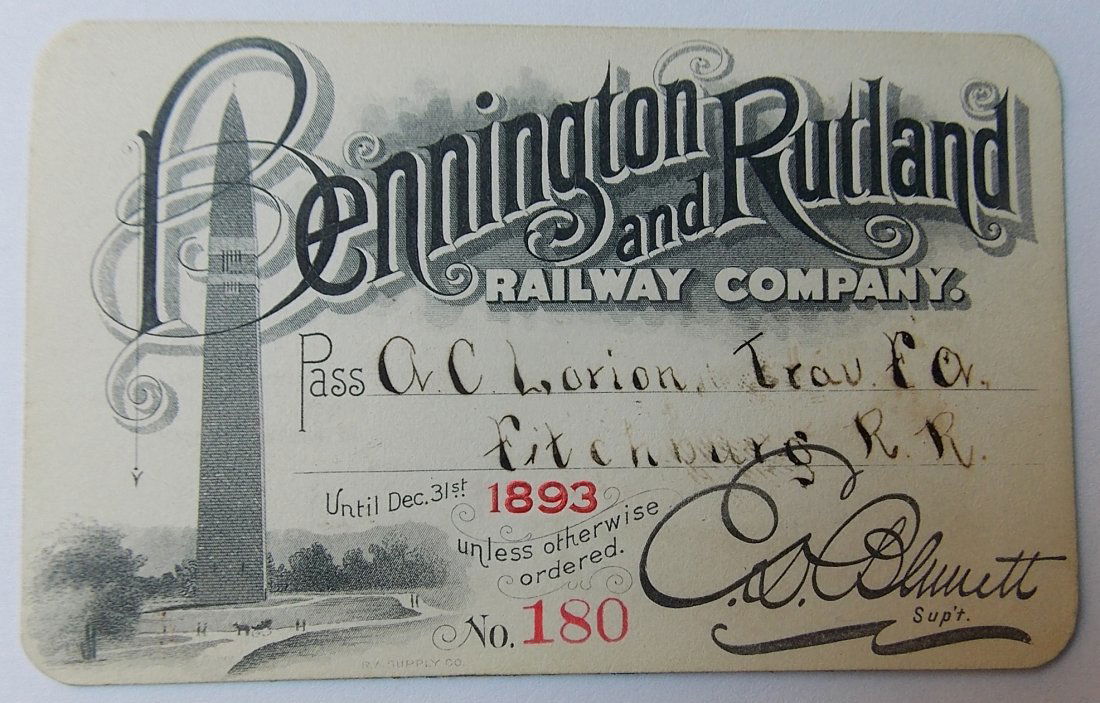 Bennington
and Rutland
RAILWAY COMPANY.
Pass A. C. Lorion, Trav. F A.
Fitchburg R. R.
Until Dec. 31st 1893
unless otherwise
ordered.
No. 180
C. D.
Sup't.
R'Y SUPPLY CO.